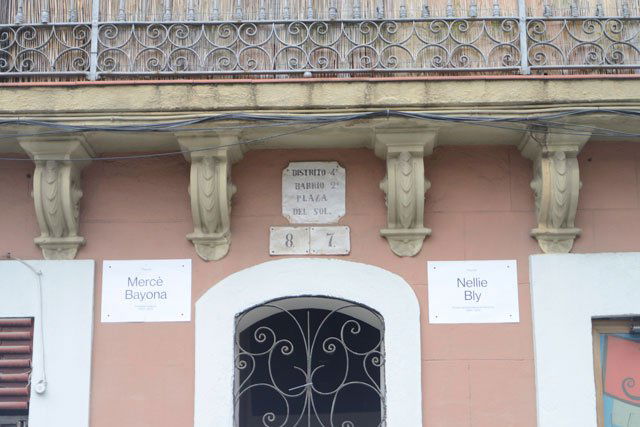 DISTRITO 4º
BARRIO 2º
PLAZA
DEL SOL.
8. 7.
Mercè
Bayona
Nellie
Bly